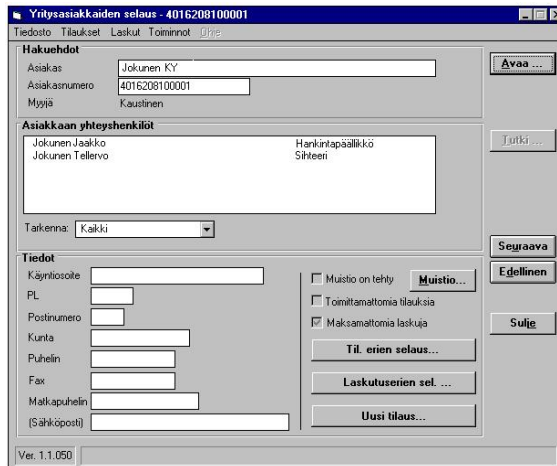 Yritysasiakkaiden selaus - 4016208100001
Tiedosto Tilaukset Laskut Toiminnot Ohje
Hakuehdot
Asiakas Jokunen KY
Asiakasnumero 4016208100001
Myyjä Kaustinen
Avaa ...
Asiakkaan yhteyshenkilöt
Jokunen Jaakko Hankintapäällikkö
Jokunen Tellervo Sihteeri
Tutki ...
Tarkenna: Kaikki
Seuraava
Edellinen
Sulje
Tiedot
Käyntiosoite
PL
Postinumero
Kunta
Puhelin
Fax
Matkapuhelin
(Sähköposti)
Muistio on tehty Muistio...
Toimittamattomia tilauksia
Maksamattomia laskuja
Til. erien selaus...
Laskutuserien sel. ...
Uusi tilaus...
Ver. 1.1.050